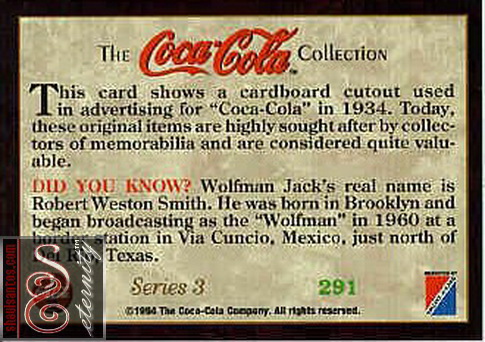 THE Coca-Cola COLLECTION
This card shows a cardboard cutout used
in advertising for "Coca-Cola" in 1934. Today,
these original items are highly sought after by collec-
tors of memorabilia and are considered quite valu-
able.
DID YOU KNOW? Wolfman Jack's real name is
Robert Weston Smith. He was born in Brooklyn and
began broadcasting as the "Wolfman" in 1960 at a
border station in Via Cuncio, Mexico, just north of
Del Rio, Texas.
Series 3 291
©1994 The Coca-Cola Company. All rights reserved.
eternity™